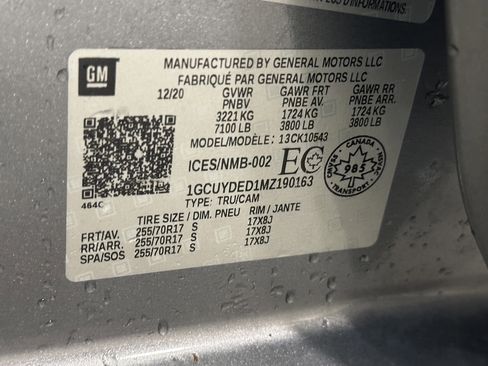 GM
MANUFACTURED BY GENERAL MOTORS LLC
FABRIQUÉ PAR GENERAL MOTORS LLC
12/20 GVWR GAWR FRT GAWR RR
PNBV PNBE AV. PNBE ARR.
3221 KG 1724 KG 1724 KG
7100 LB 3800 LB 3800 LB
MODEL/MODÈLE: 13CK10543
ICES/NMB-002 EC
CANADA
985
TRANSPORT
464C
1GCUYDED1MZ190163
TYPE: TRU/CAM
TIRE SIZE / DIM. PNEU RIM / JANTE
FRT/AV. 255/70R17 S 17X8J
RR/ARR. 255/70R17 S 17X8J
SPA/SOS 255/70R17 S 17X8J